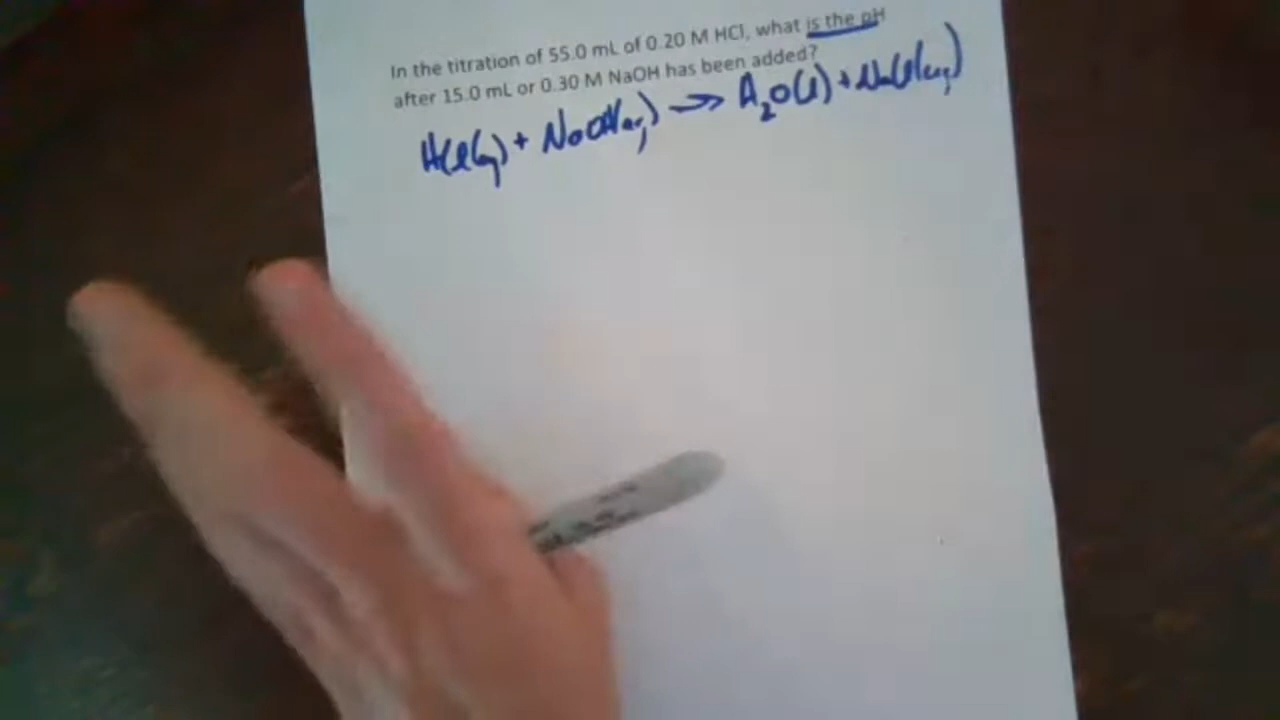 In the titration of 55.0 mL of 0.20 M HCl, what is the pH
after 15.0 mL or 0.30 M NaOH has been added?
HCl(aq) + NaOH(aq) → H₂O(l) + NaCl(aq)